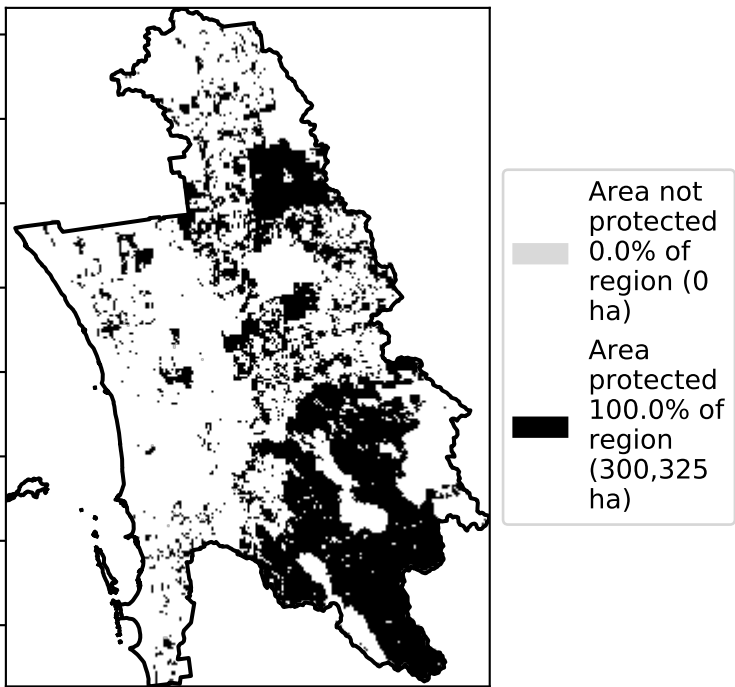 Area not
protected
0.0% of
region (0
ha)
Area
protected
100.0% of
region
(300,325
ha)